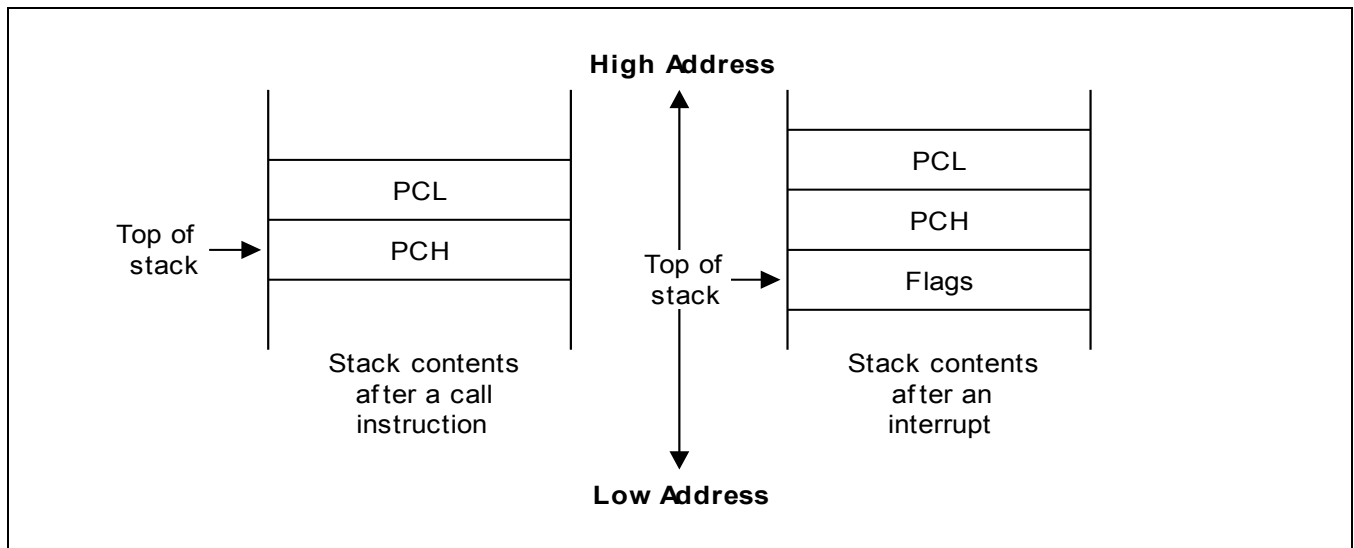 High Address
PCL
PCH
Top of
stack
Stack contents
after a call
instruction
PCL
PCH
Flags
Top of
stack
Stack contents
after an
interrupt
Low Address